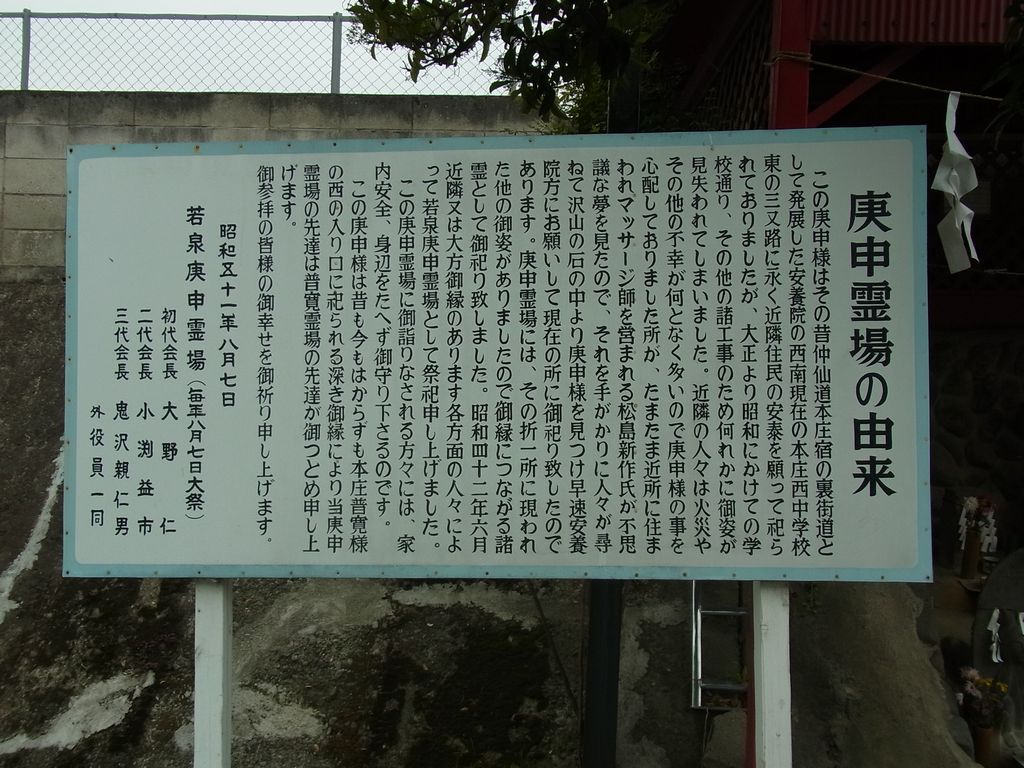 庚申霊場の由来
この庚申様はその昔仲仙道本庄宿の裏街道と
して発展した安養院の西南現在の本庄西中学校
東の三又路に永く近隣住民の安泰を願って祀ら
れておりましたが、大正より昭和にかけての学
校通り、その他の諸工事のため何れかに御姿が
見失われてしまいました。近隣の人々は火災や
その他の不幸が何となく多いので庚申様の事を
心配しておりました所が、たまたま近所に住ま
われマッサージ師を営まれる松島新作氏が不思
議な夢を見たので、それを手がかりに人々が尋
ねて沢山の石の中より庚申様を見つけ早速安養
院方にお願いして現在の所に御祀り致したので
あります。庚申霊場には、その折一所に現われ
た他の御姿がありましたので御縁につながる諸
霊として御祀り致しました。昭和四十二年六月
近隣又は大方御縁のあります各方面の人々によ
って若泉庚申霊場として祭祀申し上げました。
この庚申霊場に御詣りなされる方々には、家
内安全、身辺をたへず御守り下さるのです。
この庚申様は昔も今もはからずも本庄普寛様
の西の入り口に祀られる深き御縁により当庚申
霊場の先達は普寛霊場の先達が御つとめ申し上
げます。
御参拝の皆様の御幸せを御祈り申し上げます。
昭和五十一年八月七日
若泉庚申霊場（毎年八月七日大祭）
初代会長 大野 仁
二代会長 小渕益市
三代会長 鬼沢親仁男
外役員一同